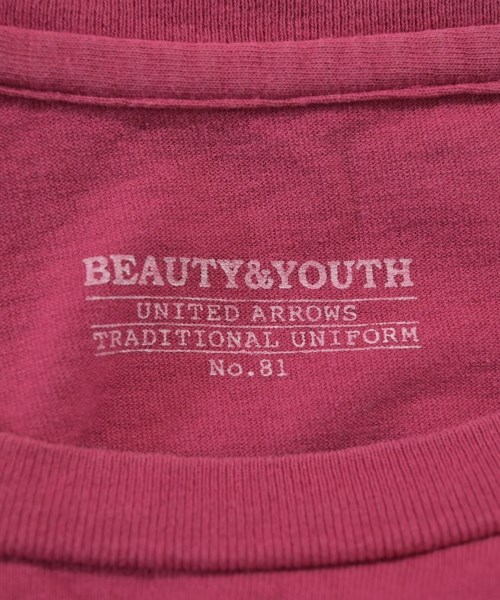 BEAUTY&YOUTH
UNITED ARROWS
TRADITIONAL UNIFORM
No.81